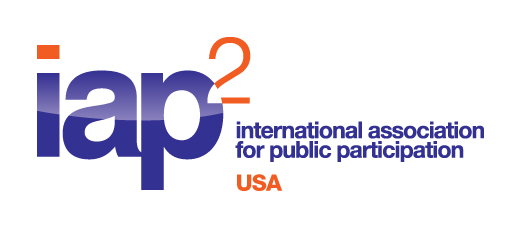 iap2
international association
for public participation
USA